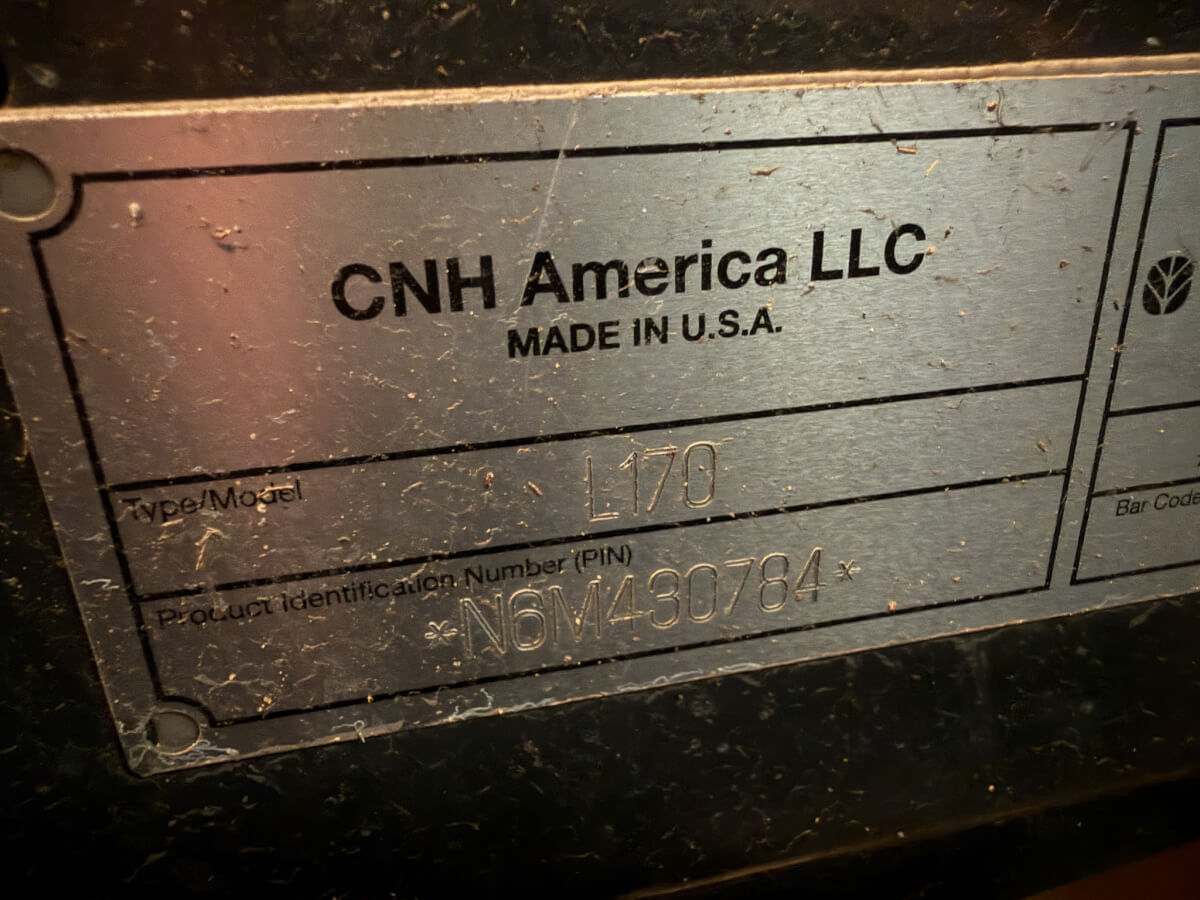 CNH America LLC
MADE IN U.S.A.
Type/Model
L170
Product Identification Number (PIN)
*N6M430784*
Bar Code